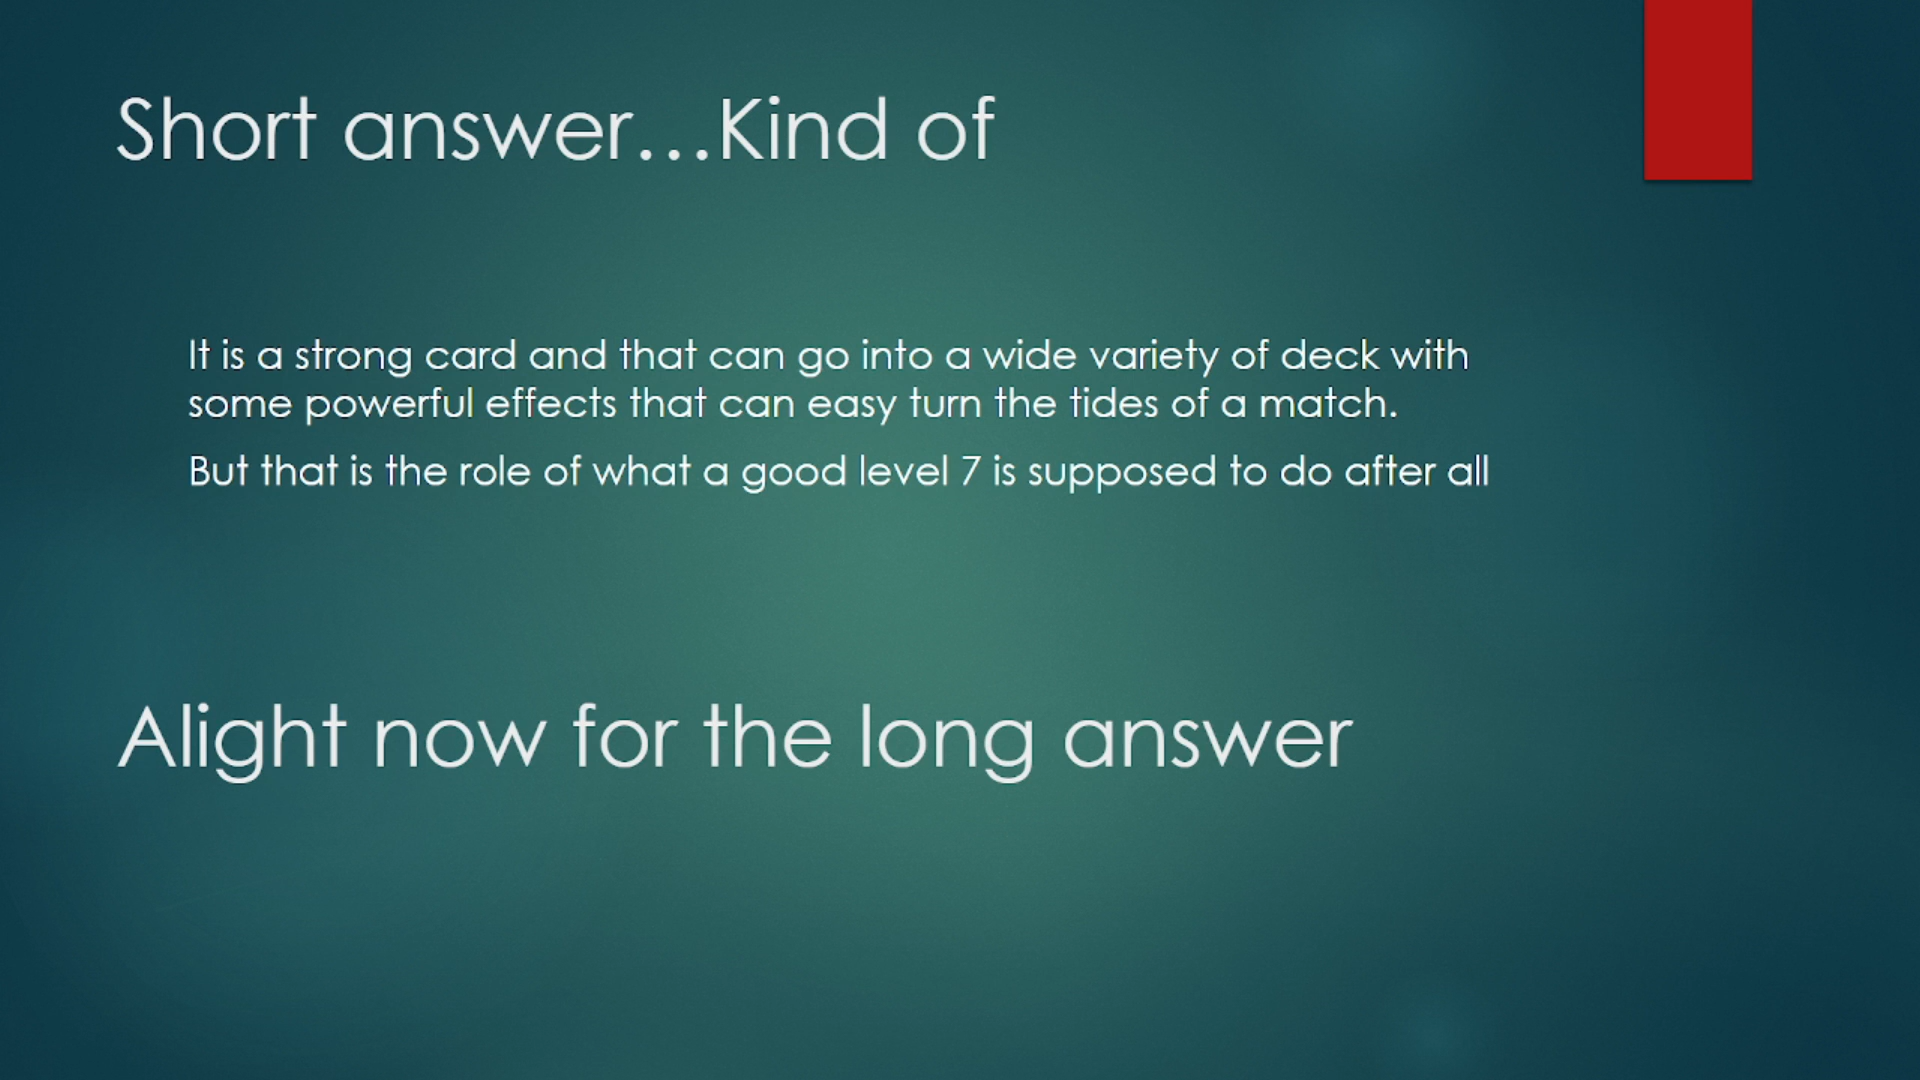 Short answer...Kind of
It is a strong card and that can go into a wide variety of deck with
some powerful effects that can easy turn the tides of a match.
But that is the role of what a good level 7 is supposed to do after all
Alight now for the long answer